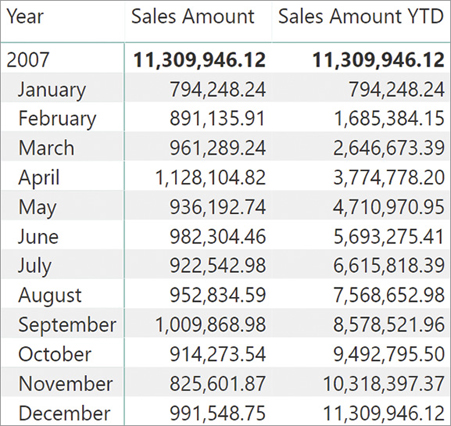 Year Sales Amount Sales Amount YTD
2007 11,309,946.12 11,309,946.12
January 794,248.24 794,248.24
February 891,135.91 1,685,384.15
March 961,289.24 2,646,673.39
April 1,128,104.82 3,774,778.20
May 936,192.74 4,710,970.95
June 982,304.46 5,693,275.41
July 922,542.98 6,615,818.39
August 952,834.59 7,568,652.98
September 1,009,868.98 8,578,521.96
October 914,273.54 9,492,795.50
November 825,601.87 10,318,397.37
December 991,548.75 11,309,946.12